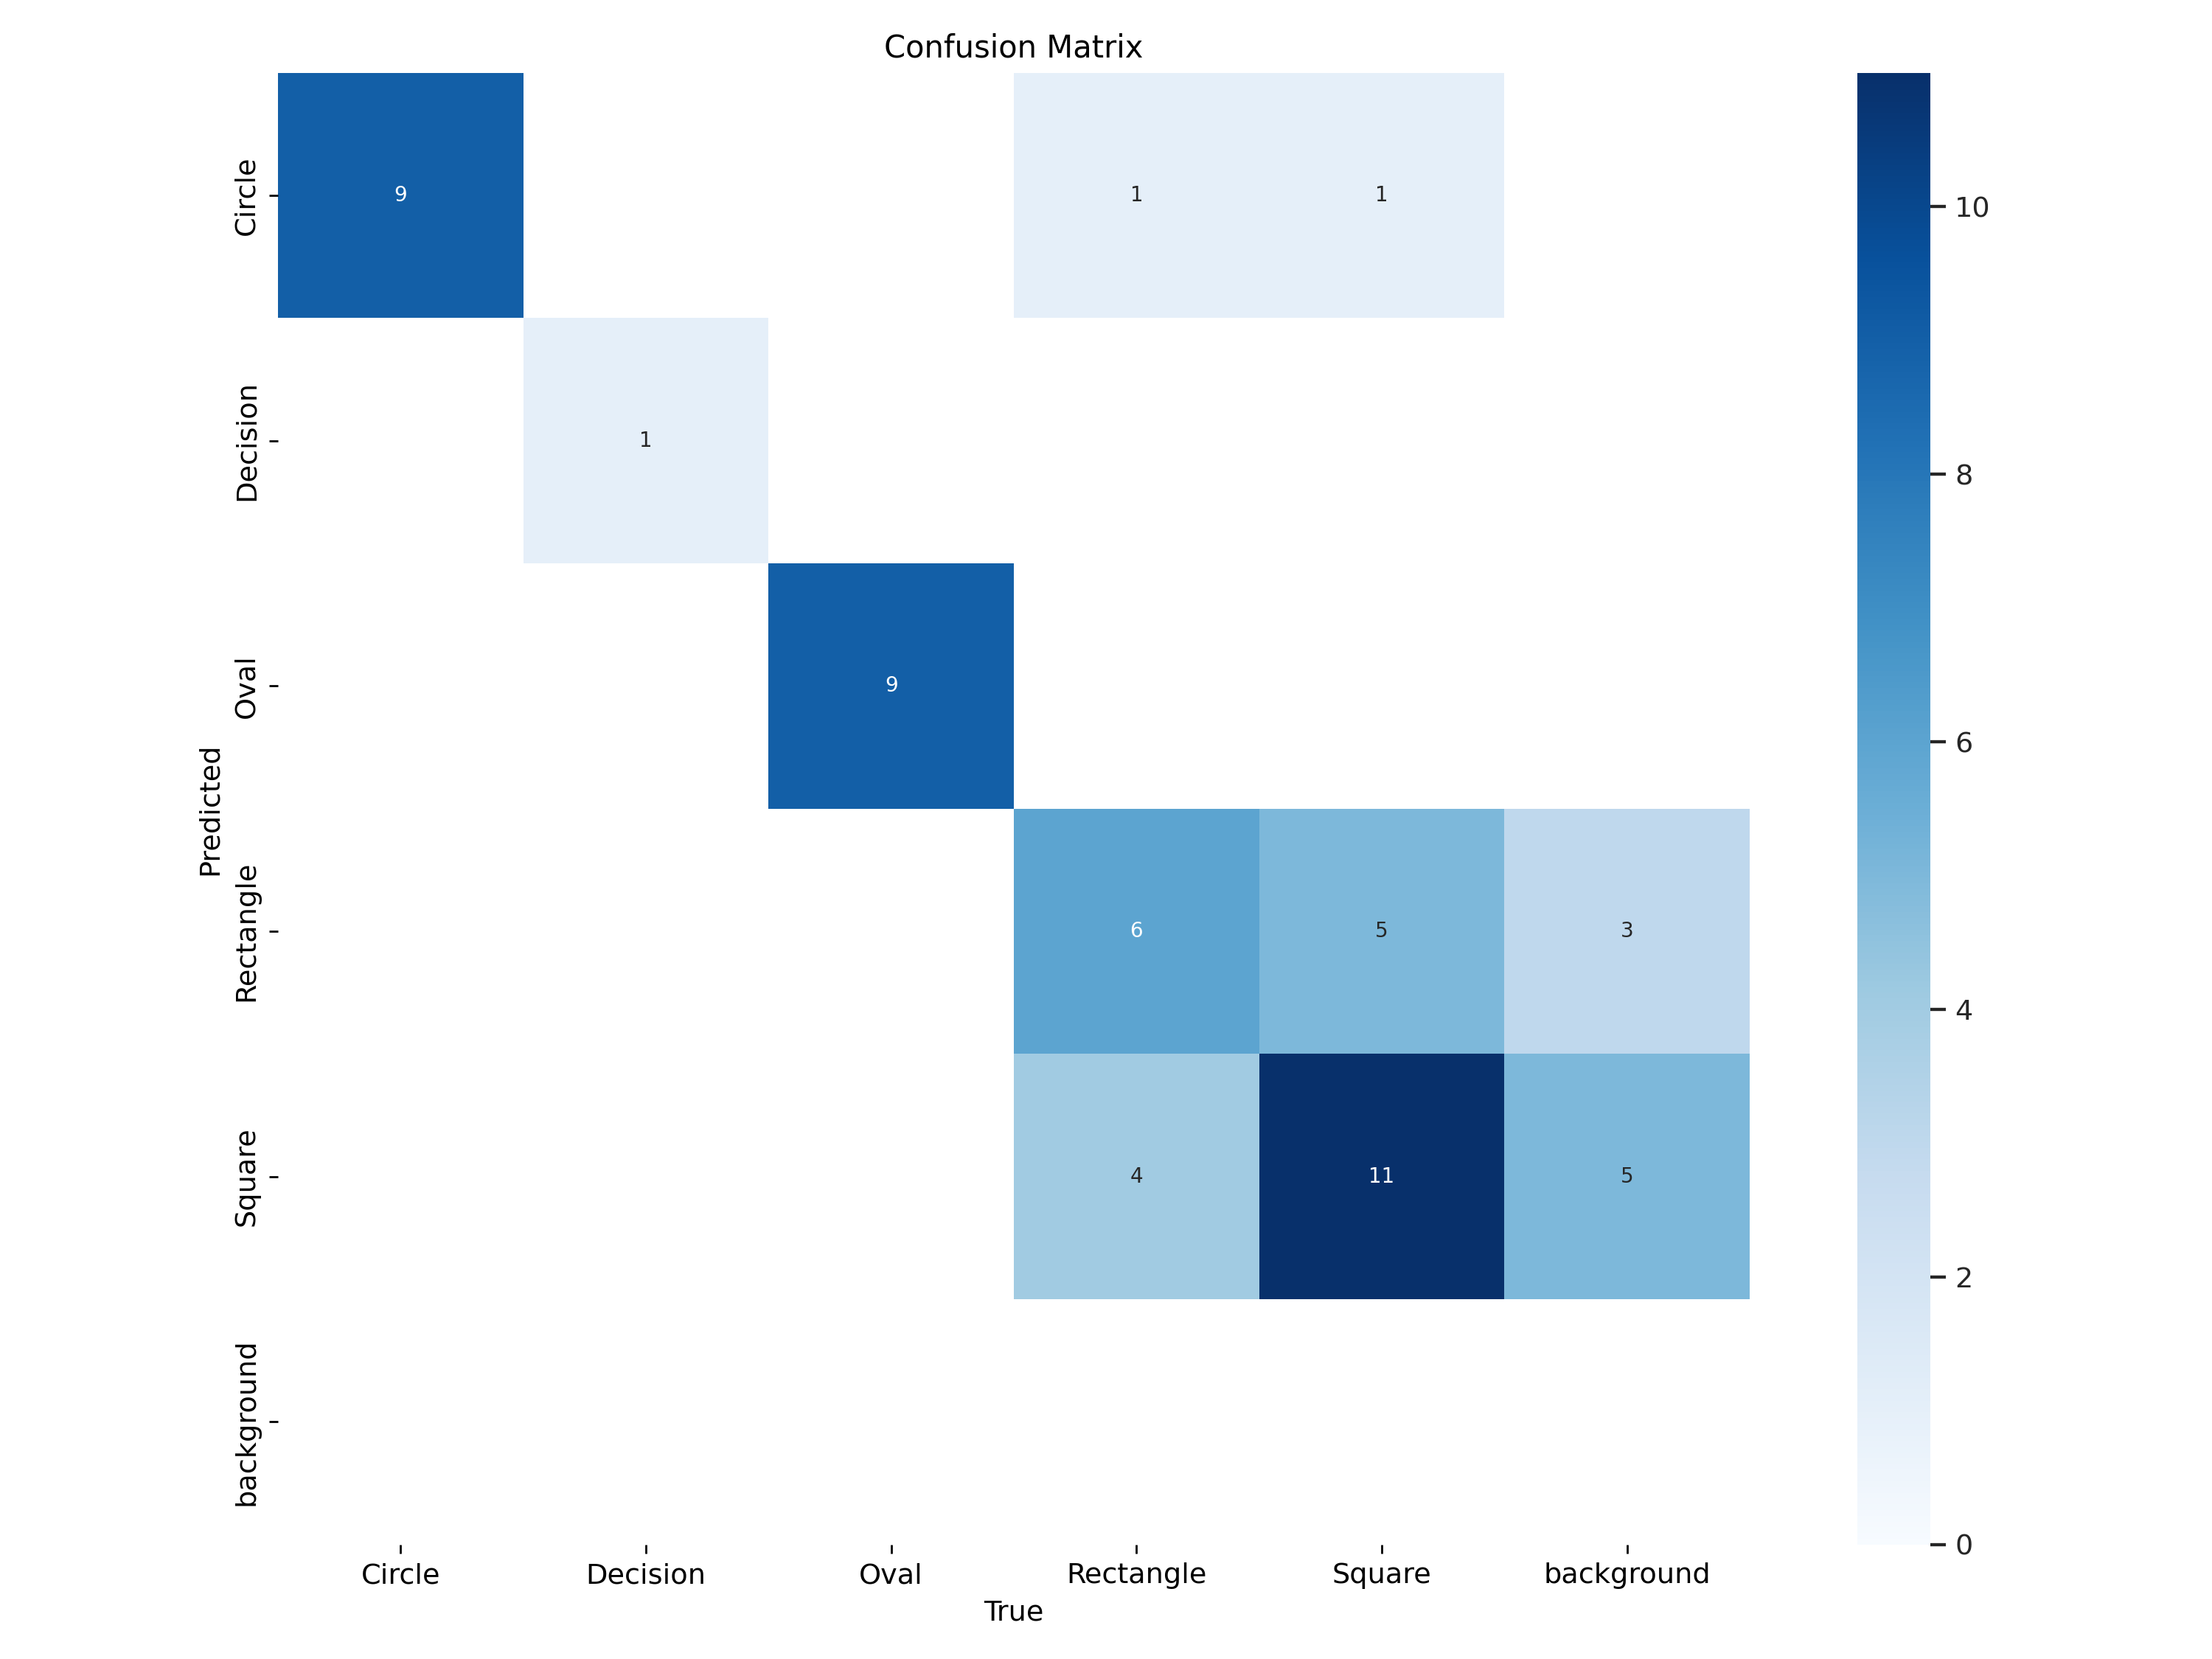 Confusion Matrix
Circle
9
1
1
10
Decision
1
8
Oval
9
6
Predicted
Rectangle
6
5
3
4
Square
4
11
5
2
background
0
Circle
Decision
Oval
Rectangle
Square
background
True